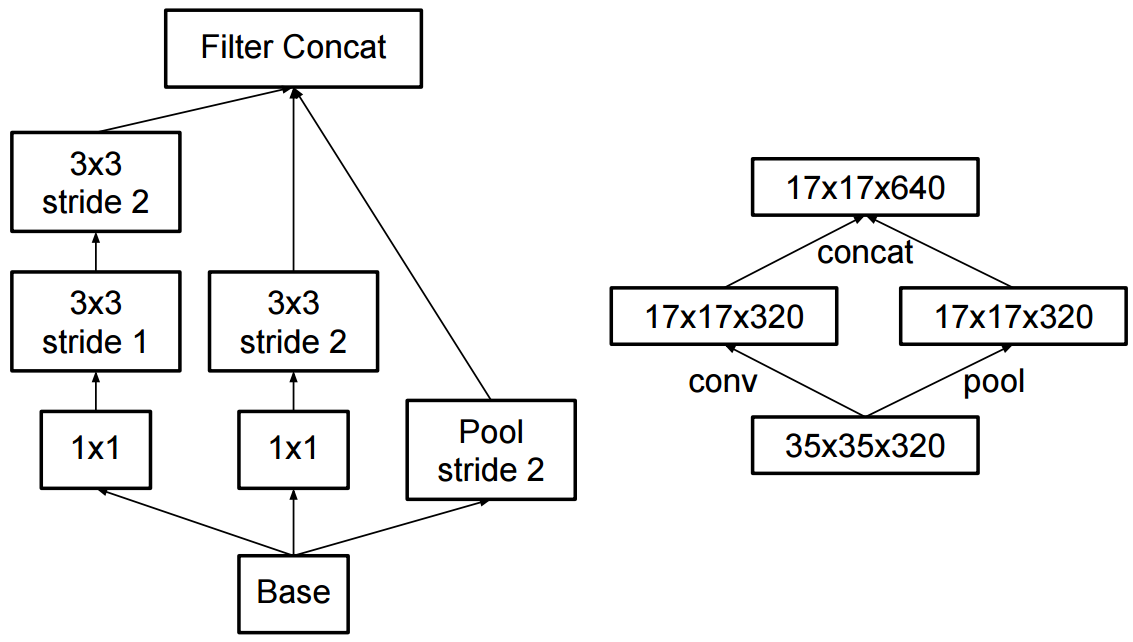 Filter Concat
3x3
stride 2
3x3
stride 1
3x3
stride 2
1x1
1x1
Pool
stride 2
Base
17x17x640
concat
17x17x320
17x17x320
conv
pool
35x35x320